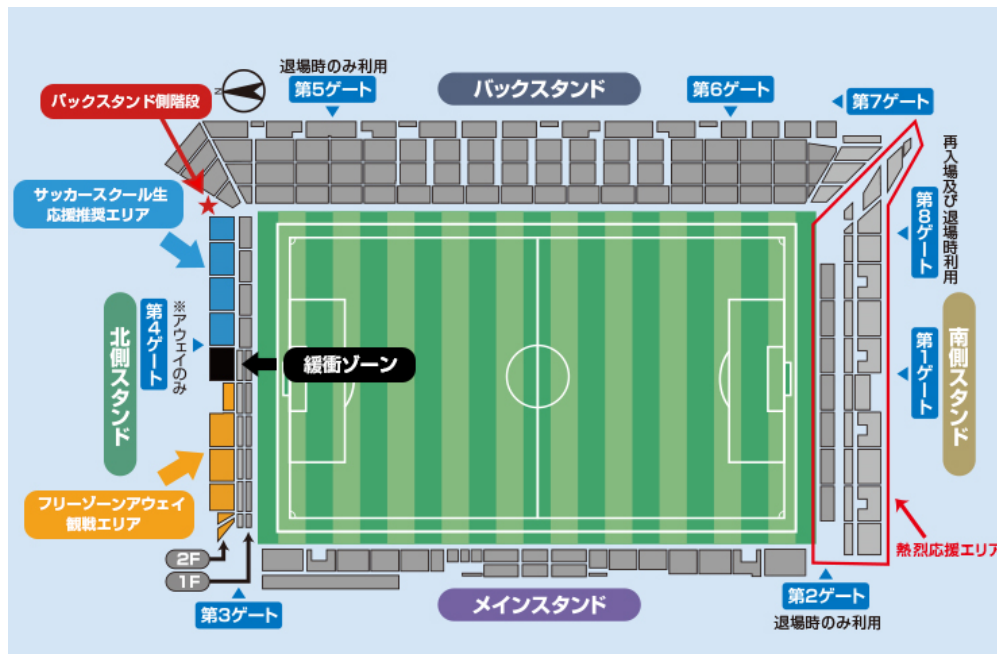 退場時のみ利用
第5ゲート
バックスタンド
第6ゲート
第7ゲート
N
バックスタンド側階段
サッカースクール生
応援推奨エリア
再入場及び退場時利用
第8ゲート
北側スタンド
第4ゲート
※アウェイのみ
緩衝ゾーン
第1ゲート
南側スタンド
フリーゾーンアウェイ
観戦エリア
熱烈応援エリア
2F
1F
第3ゲート
メインスタンド
第2ゲート
退場時のみ利用